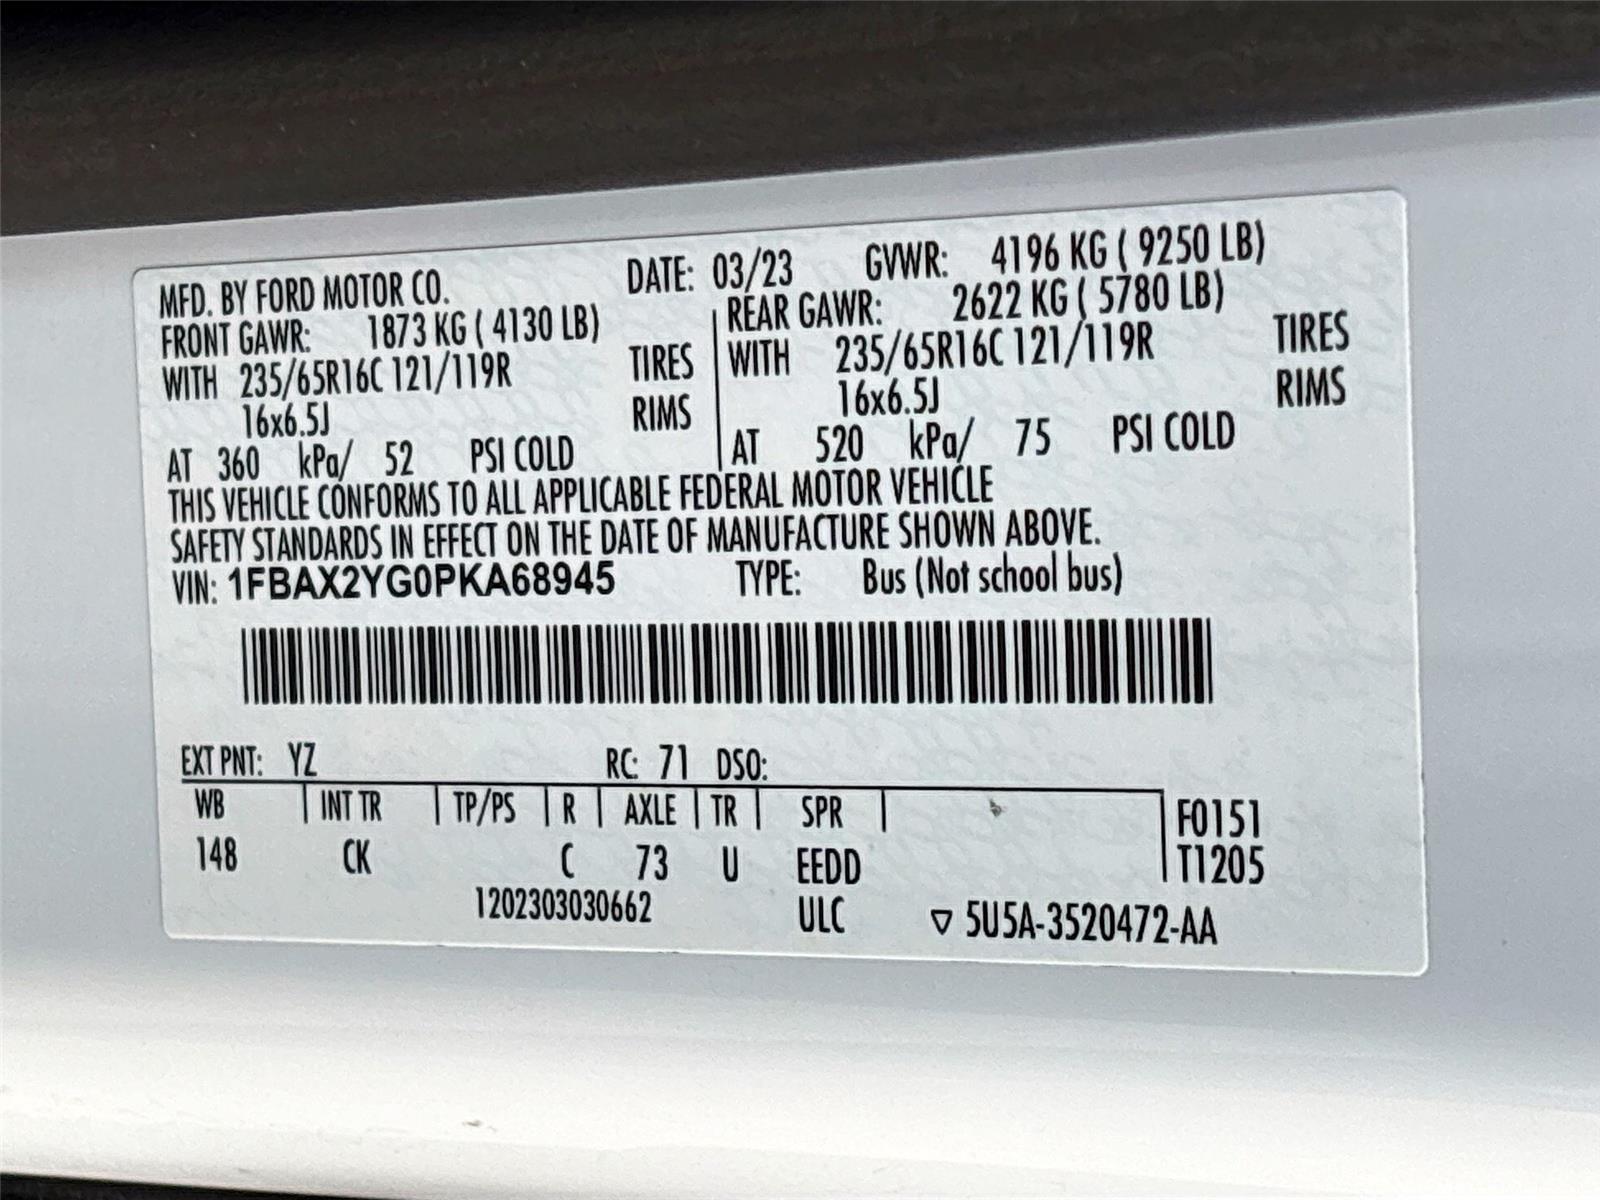 MFD. BY FORD MOTOR CO. DATE: 03/23 GVWR: 4196 KG ( 9250 LB)
FRONT GAWR: 1873 KG ( 4130 LB) REAR GAWR: 2622 KG ( 5780 LB)
WITH 235/65R16C 121/119R TIRES WITH 235/65R16C 121/119R TIRES
16x6.5J RIMS 16x6.5J RIMS
AT 360 kPa/ 52 PSI COLD AT 520 kPa/ 75 PSI COLD
THIS VEHICLE CONFORMS TO ALL APPLICABLE FEDERAL MOTOR VEHICLE
SAFETY STANDARDS IN EFFECT ON THE DATE OF MANUFACTURE SHOWN ABOVE.
VIN: 1FBAX2YG0PKA68945 TYPE: Bus (Not school bus)
EXT PNT: YZ RC: 71 DSO:
WB INT TR TP/PS R AXLE TR SPR F0151
148 CK C 73 U EEDD T1205
1202303030662 ULC ▽ 5U5A-3520472-AA